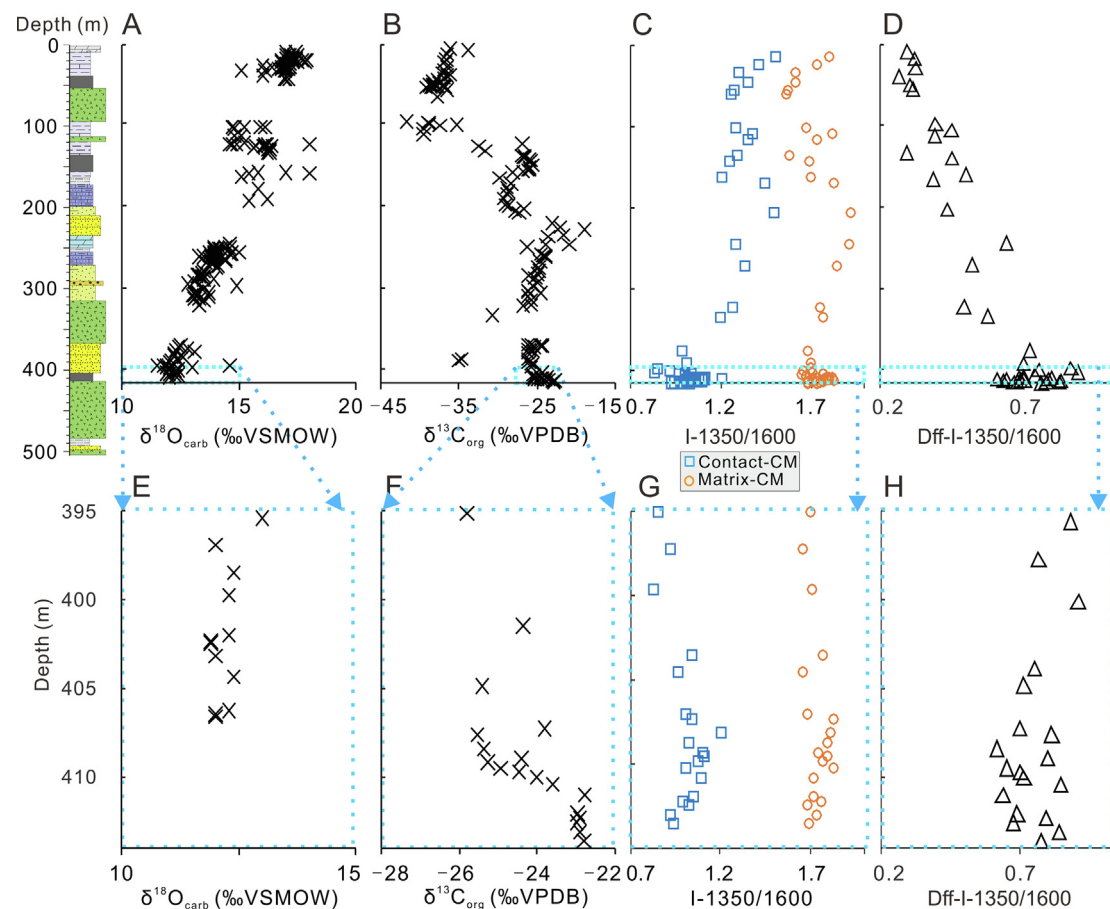 Depth (m) A B C D
0
100
200
300
400
500
10 15 20 −45 −35 −25 −15 0.7 1.2 1.7 0.2 0.7
δ¹⁸Ocarb (‰VSMOW) δ¹³Corg (‰VPDB) I-1350/1600 Dff-I-1350/1600
Contact-CM
Matrix-CM
E F G H
395
400
405
410
Depth (m)
10 15 −28 −26 −24 −22 0.7 1.2 1.7 0.7
δ¹⁸Ocarb (‰VSMOW) δ¹³Corg (‰VPDB) I-1350/1600 Dff-I-1350/1600